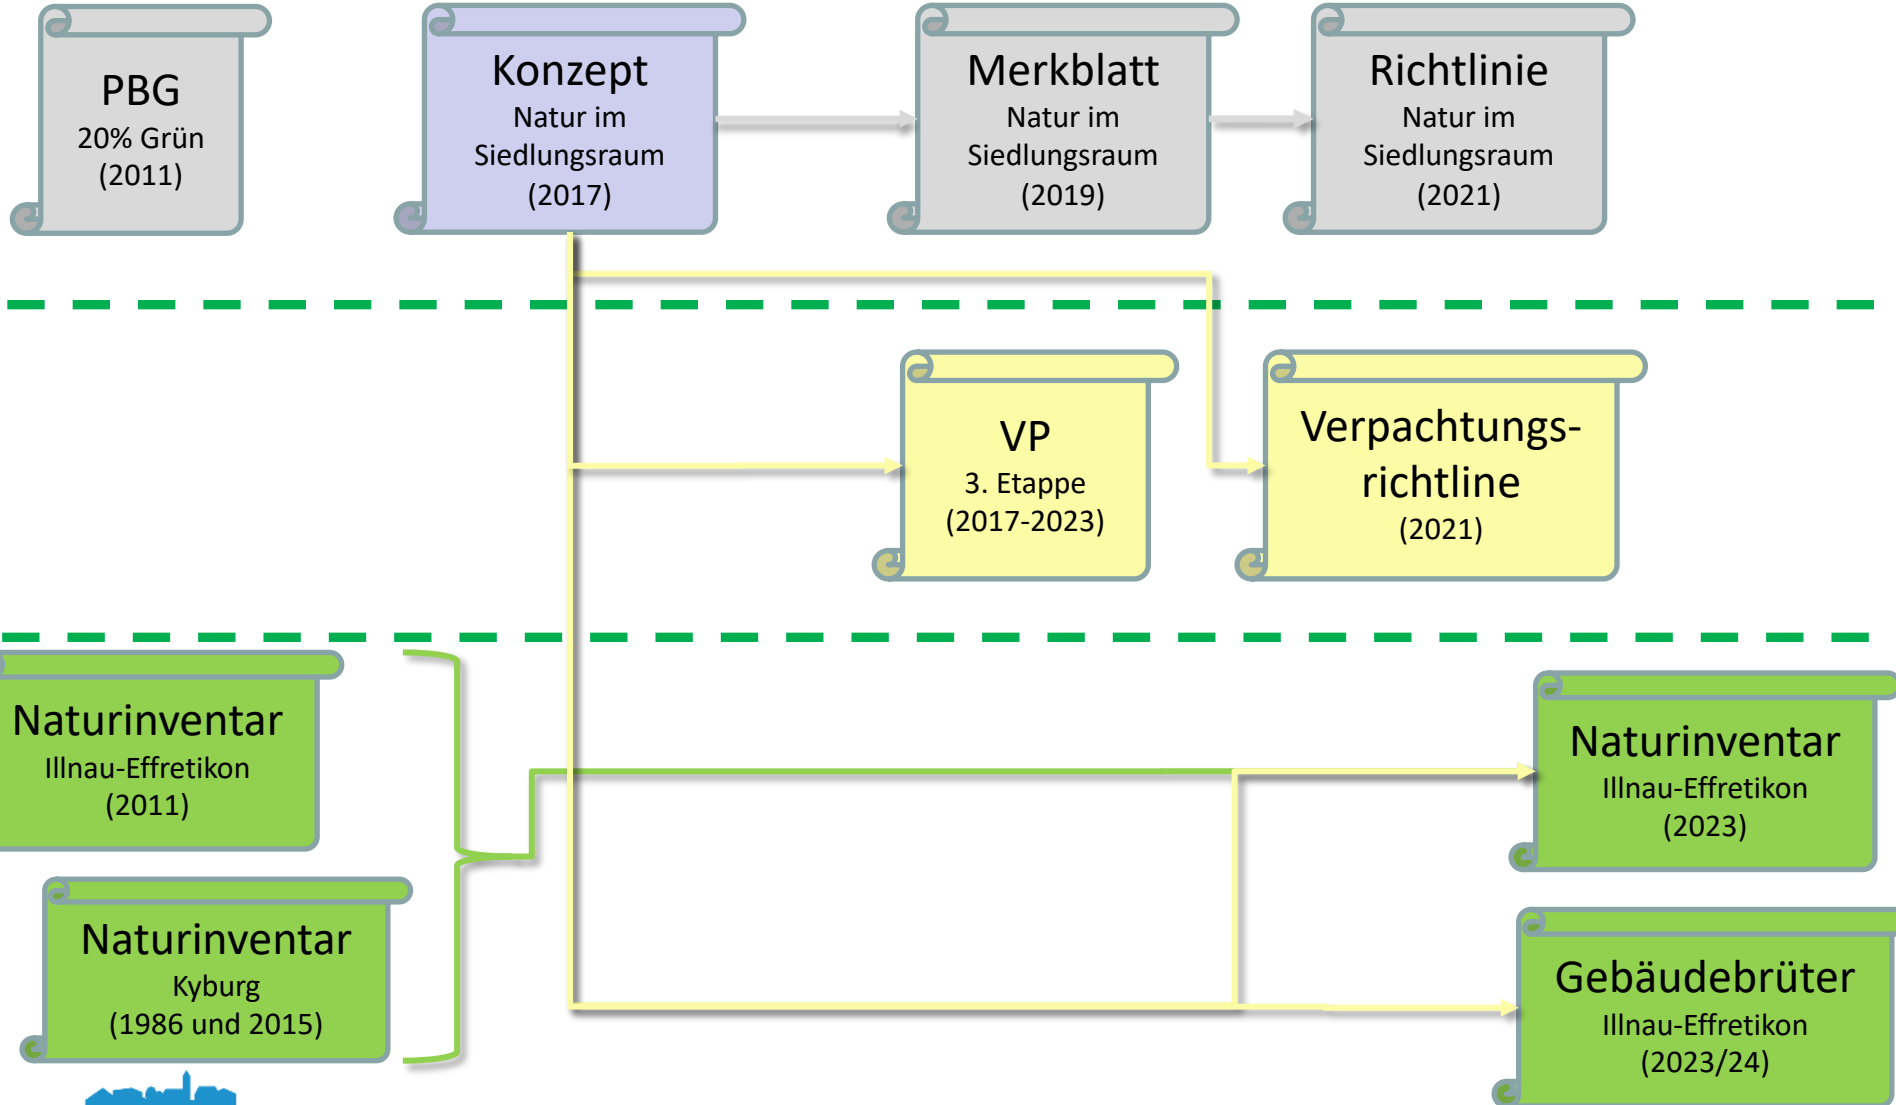 PBG
20% Grün
(2011)
Konzept
Natur im
Siedlungsraum
(2017)
Merkblatt
Natur im
Siedlungsraum
(2019)
Richtlinie
Natur im
Siedlungsraum
(2021)
VP
3. Etappe
(2017-2023)
Verpachtungs-
richtline
(2021)
Naturinventar
Illnau-Effretikon
(2011)
Naturinventar
Kyburg
(1986 und 2015)
Naturinventar
Illnau-Effretikon
(2023)
Gebäudebrüter
Illnau-Effretikon
(2023/24)